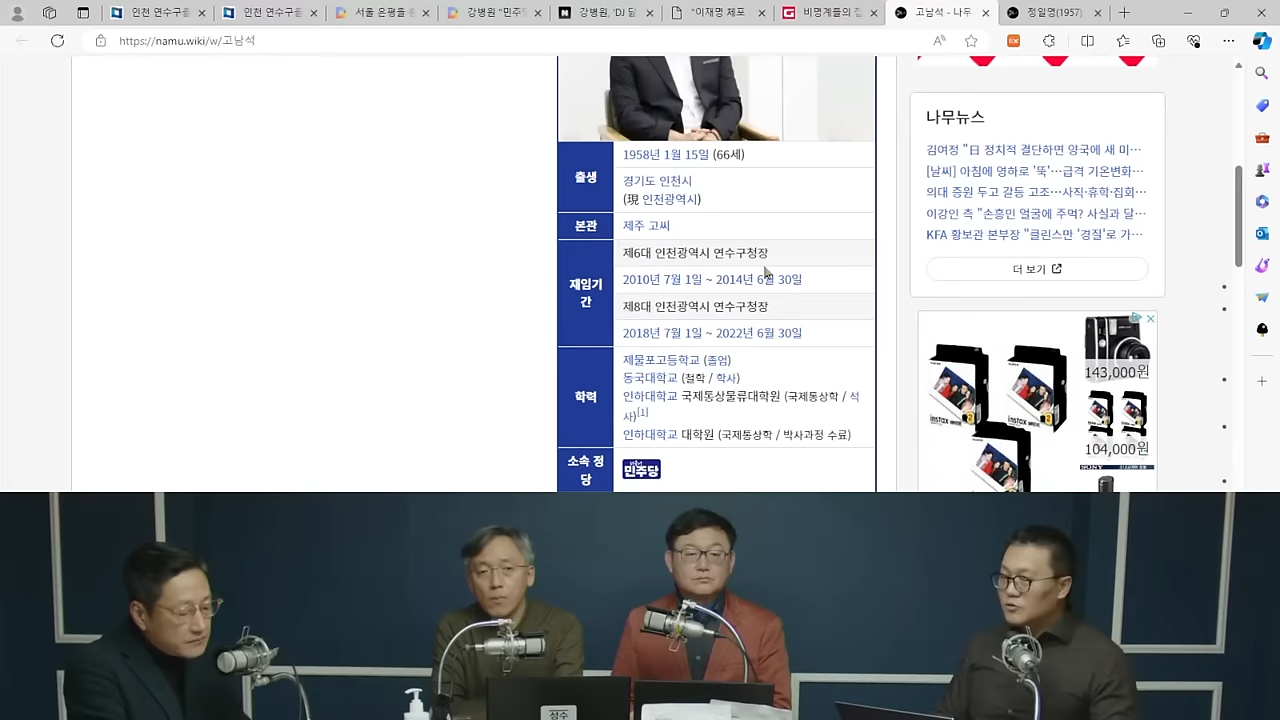 인천 연수구을
인천 연수구을
서울 은평을
강병원 "민주
강병원, 'DJ
"이재명 체포
비명계들의
고남석 - 나무
정일영(1957)
https://namu.wiki/w/고남석
출생
1958년 1월 15일 (66세)
경기도 인천시
(現 인천광역시)
본관
제주 고씨
재임기간
제6대 인천광역시 연수구청장
2010년 7월 1일 ~ 2014년 6월 30일
제8대 인천광역시 연수구청장
2018년 7월 1일 ~ 2022년 6월 30일
학력
제물포고등학교 (졸업)
동국대학교 (철학 / 학사)
인하대학교 국제통상물류대학원 (국제통상학 / 석
사)[1]
인하대학교 대학원 (국제통상학 / 박사과정 수료)
소속 정당
민주당
나무뉴스
김여정 "日 정치적 결단하면 양국에 새 미…
[날씨] 아침에 영하로 '뚝'…급격 기온변화…
의대 증원 두고 갈등 고조…사직·휴학·집회…
이강인 측 "손흥민 얼굴에 주먹? 사실과 달…
KFA 황보관 본부장 "클린스만 '경질'로 가…
더 보기
143,000원
instax
instax
104,000원
SONY
성수